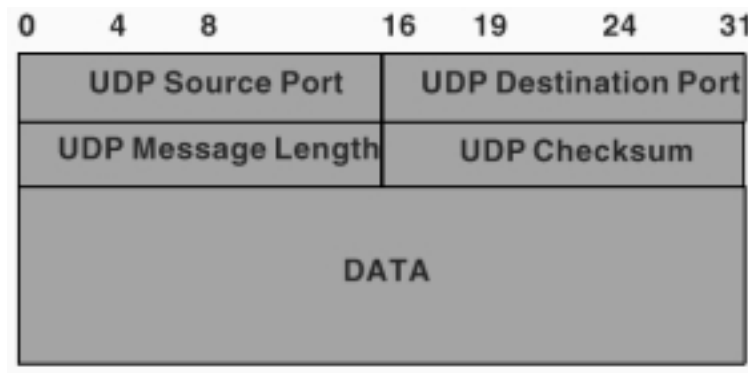 0 4 8 16 19 24 31
UDP Source Port UDP Destination Port
UDP Message Length UDP Checksum
DATA